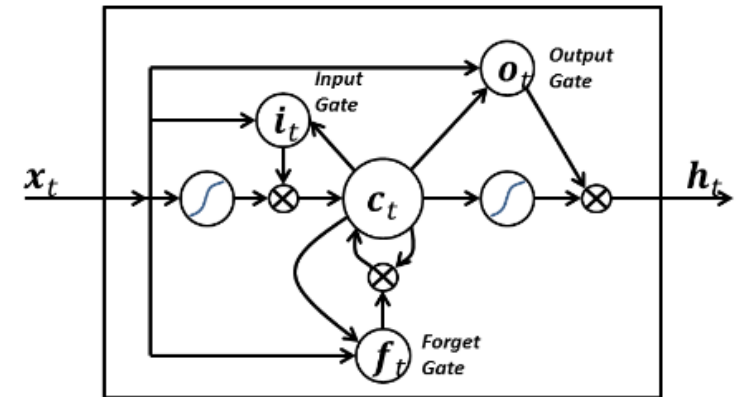 Output
Gate
o_t
Input
Gate
i_t
x_t
c_t
h_t
f_t
Forget
Gate